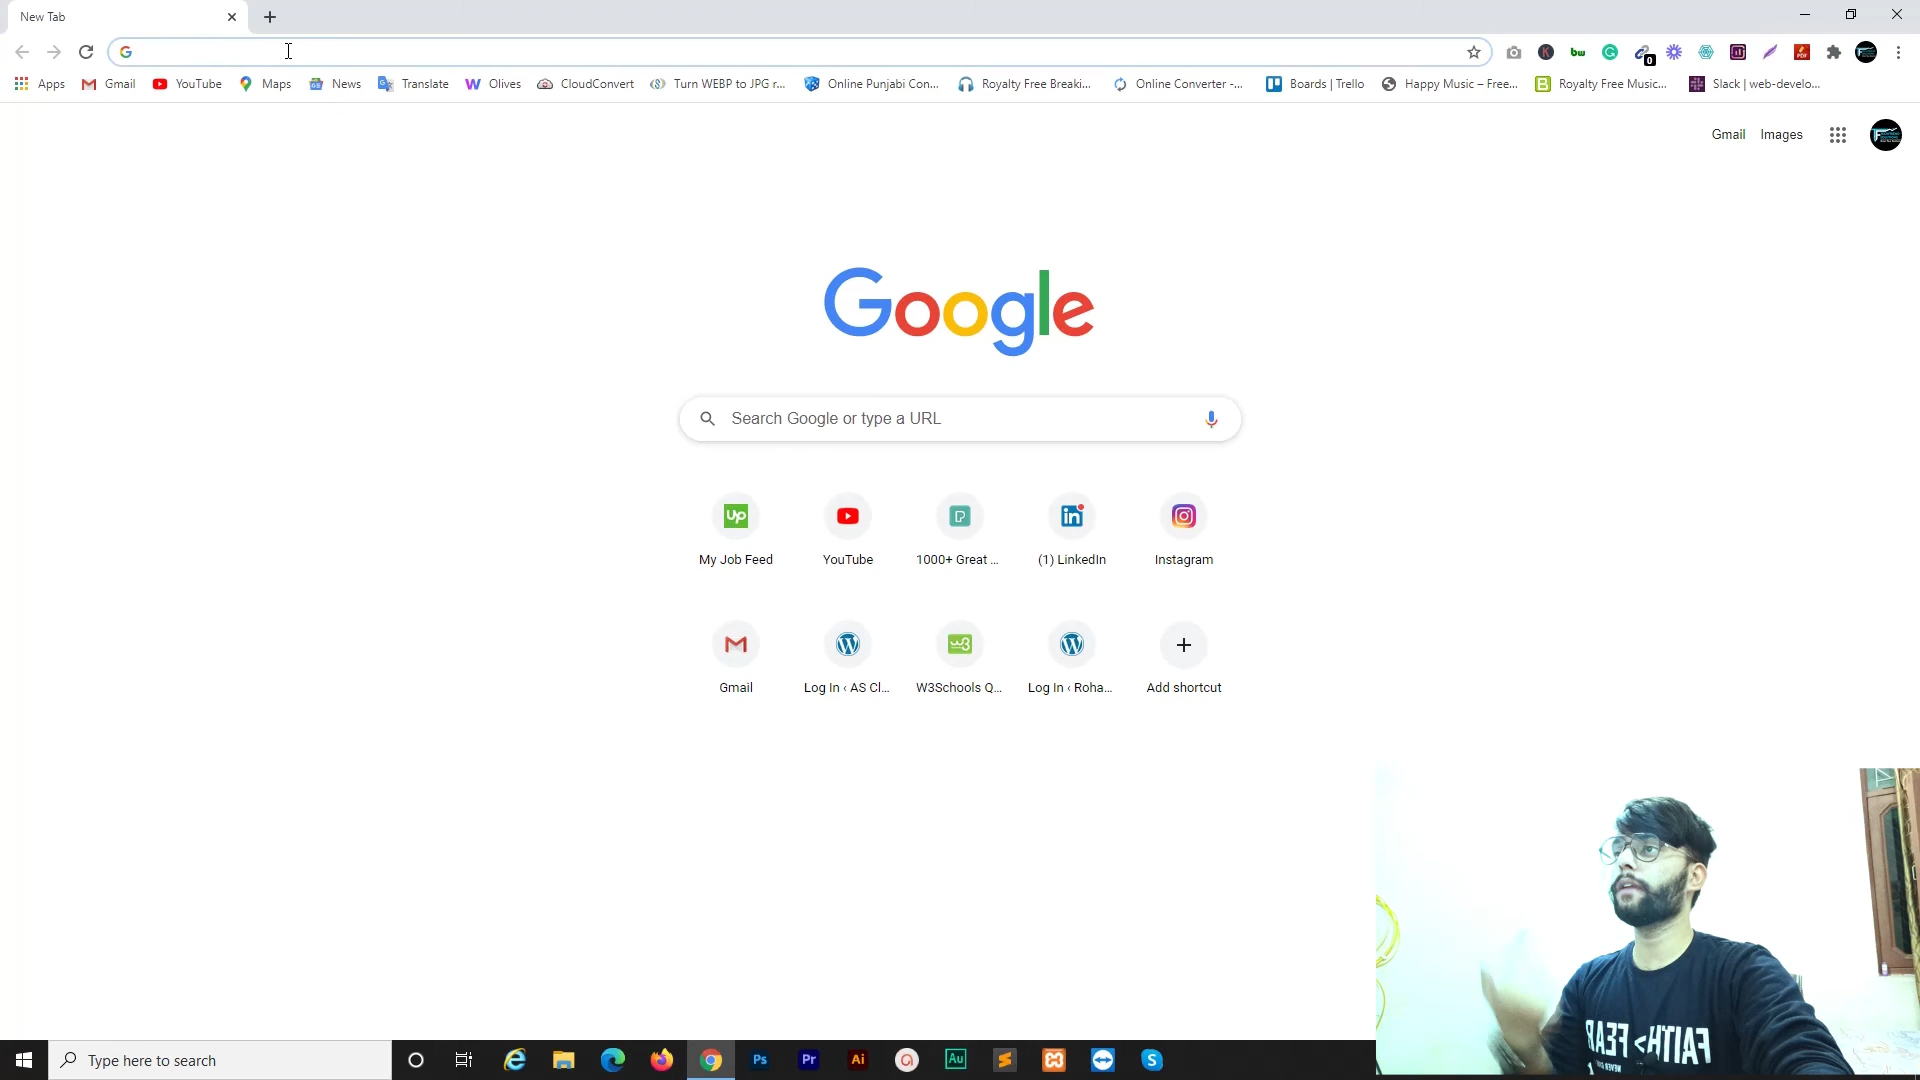 New Tab
Apps Gmail YouTube Maps News Translate Olives CloudConvert Turn WEBP to JPG r... Online Punjabi Con... Royalty Free Breaki... Online Converter -... Boards | Trello Happy Music – Free... Royalty Free Music... Slack | web-develo...
Gmail Images
Google
Search Google or type a URL
My Job Feed YouTube 1000+ Great ... (1) LinkedIn Instagram
Gmail Log In ‹ AS Cl... W3Schools Q... Log In ‹ Roha... Add shortcut
FAITH>FEAR
Type here to search